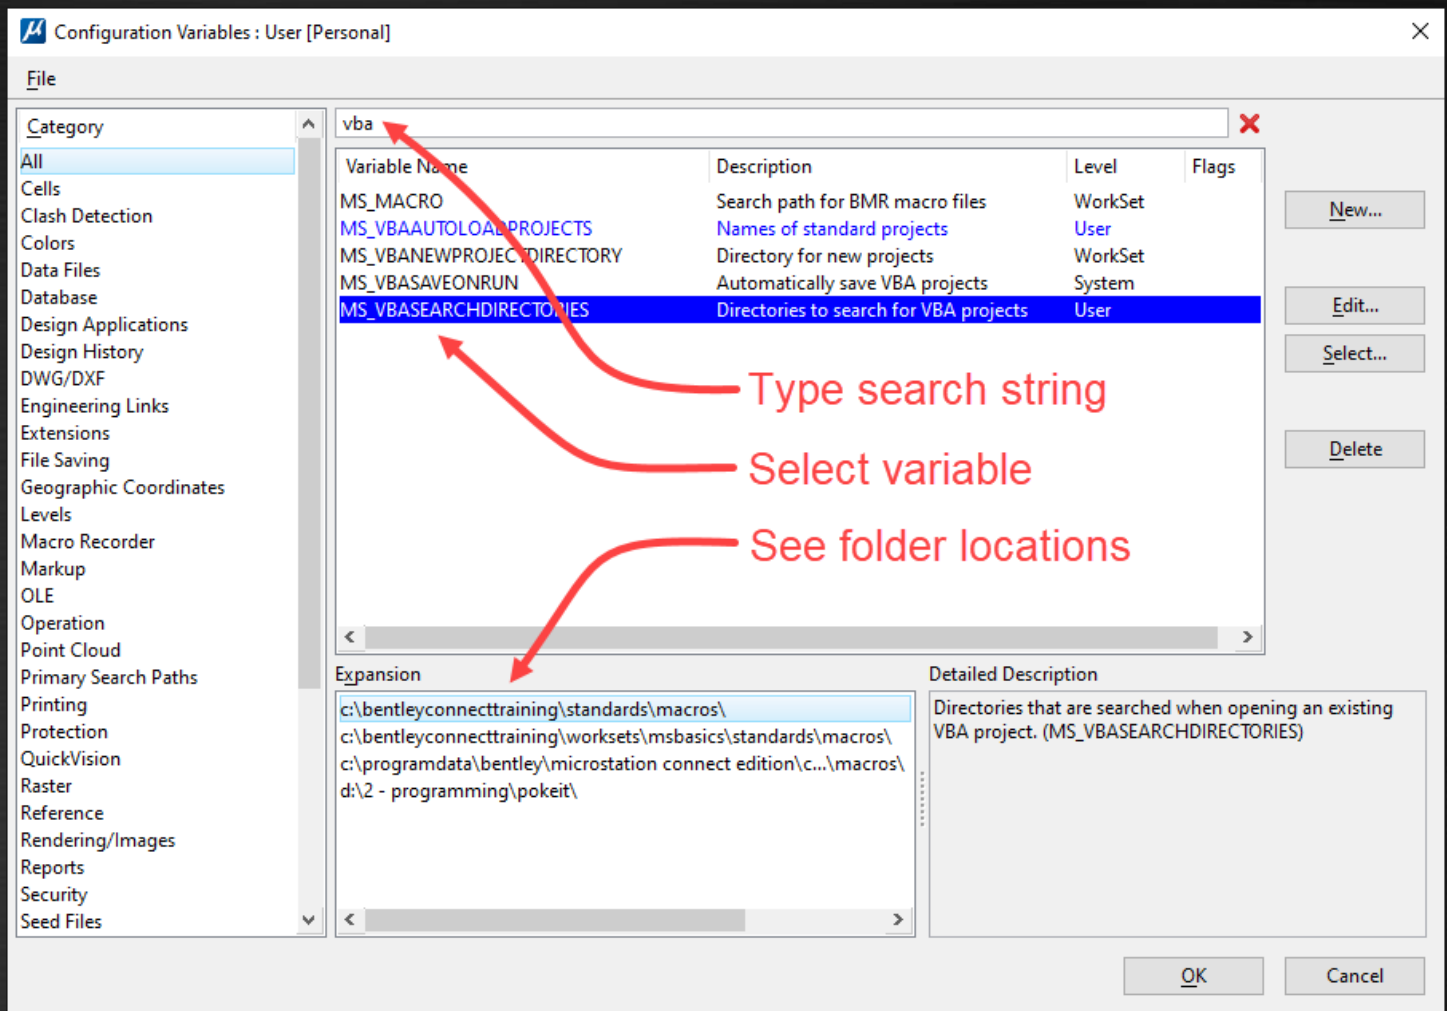 Configuration Variables : User [Personal]
File
Category
All
Cells
Clash Detection
Colors
Data Files
Database
Design Applications
Design History
DWG/DXF
Engineering Links
Extensions
File Saving
Geographic Coordinates
Levels
Macro Recorder
Markup
OLE
Operation
Point Cloud
Primary Search Paths
Printing
Protection
QuickVision
Raster
Reference
Rendering/Images
Reports
Security
Seed Files
vba
Variable Name Description Level Flags
MS_MACRO Search path for BMR macro files WorkSet
MS_VBAAUTOLOADPROJECTS Names of standard projects User
MS_VBANEWPROJECTDIRECTORY Directory for new projects WorkSet
MS_VBASAVEONRUN Automatically save VBA projects System
MS_VBASEARCHDIRECTORIES Directories to search for VBA projects User
Type search string
Select variable
See folder locations
New...
Edit...
Select...
Delete
Expansion
c:\bentleyconnecttraining\standards\macros\
c:\bentleyconnecttraining\worksets\msbasics\standards\macros\
c:\programdata\bentley\microstation connect edition\c...\macros\
d:\2 - programming\pokeit\
Detailed Description
Directories that are searched when opening an existing
VBA project. (MS_VBASEARCHDIRECTORIES)
OK
Cancel